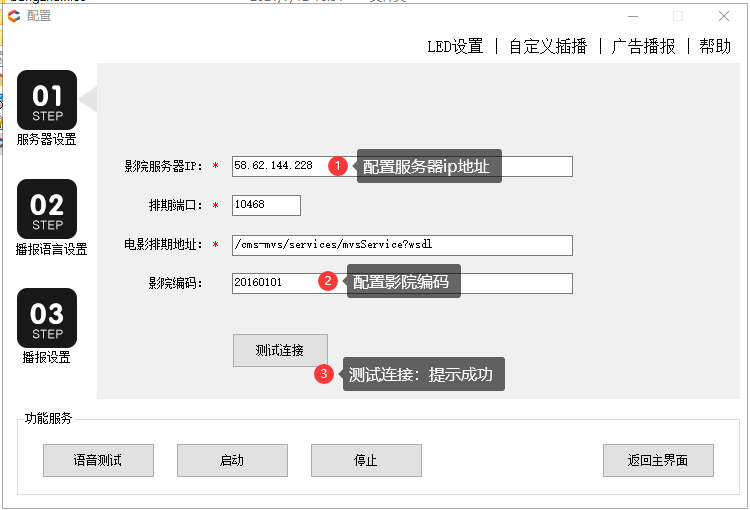 配置
LED设置 | 自定义插播 | 广告播报 | 帮助
01
STEP
服务器设置
影院服务器IP: * 58.62.144.228
1 配置服务器ip地址
排期端口: * 10468
02
STEP
播报语言设置
电影排期地址: * /cms-mvs/services/mvsService?wsdl
影院编码: 20160101
2 配置影院编码
03
STEP
播报设置
测试连接
3 测试连接：提示成功
功能服务
语音测试 启动 停止 返回主界面